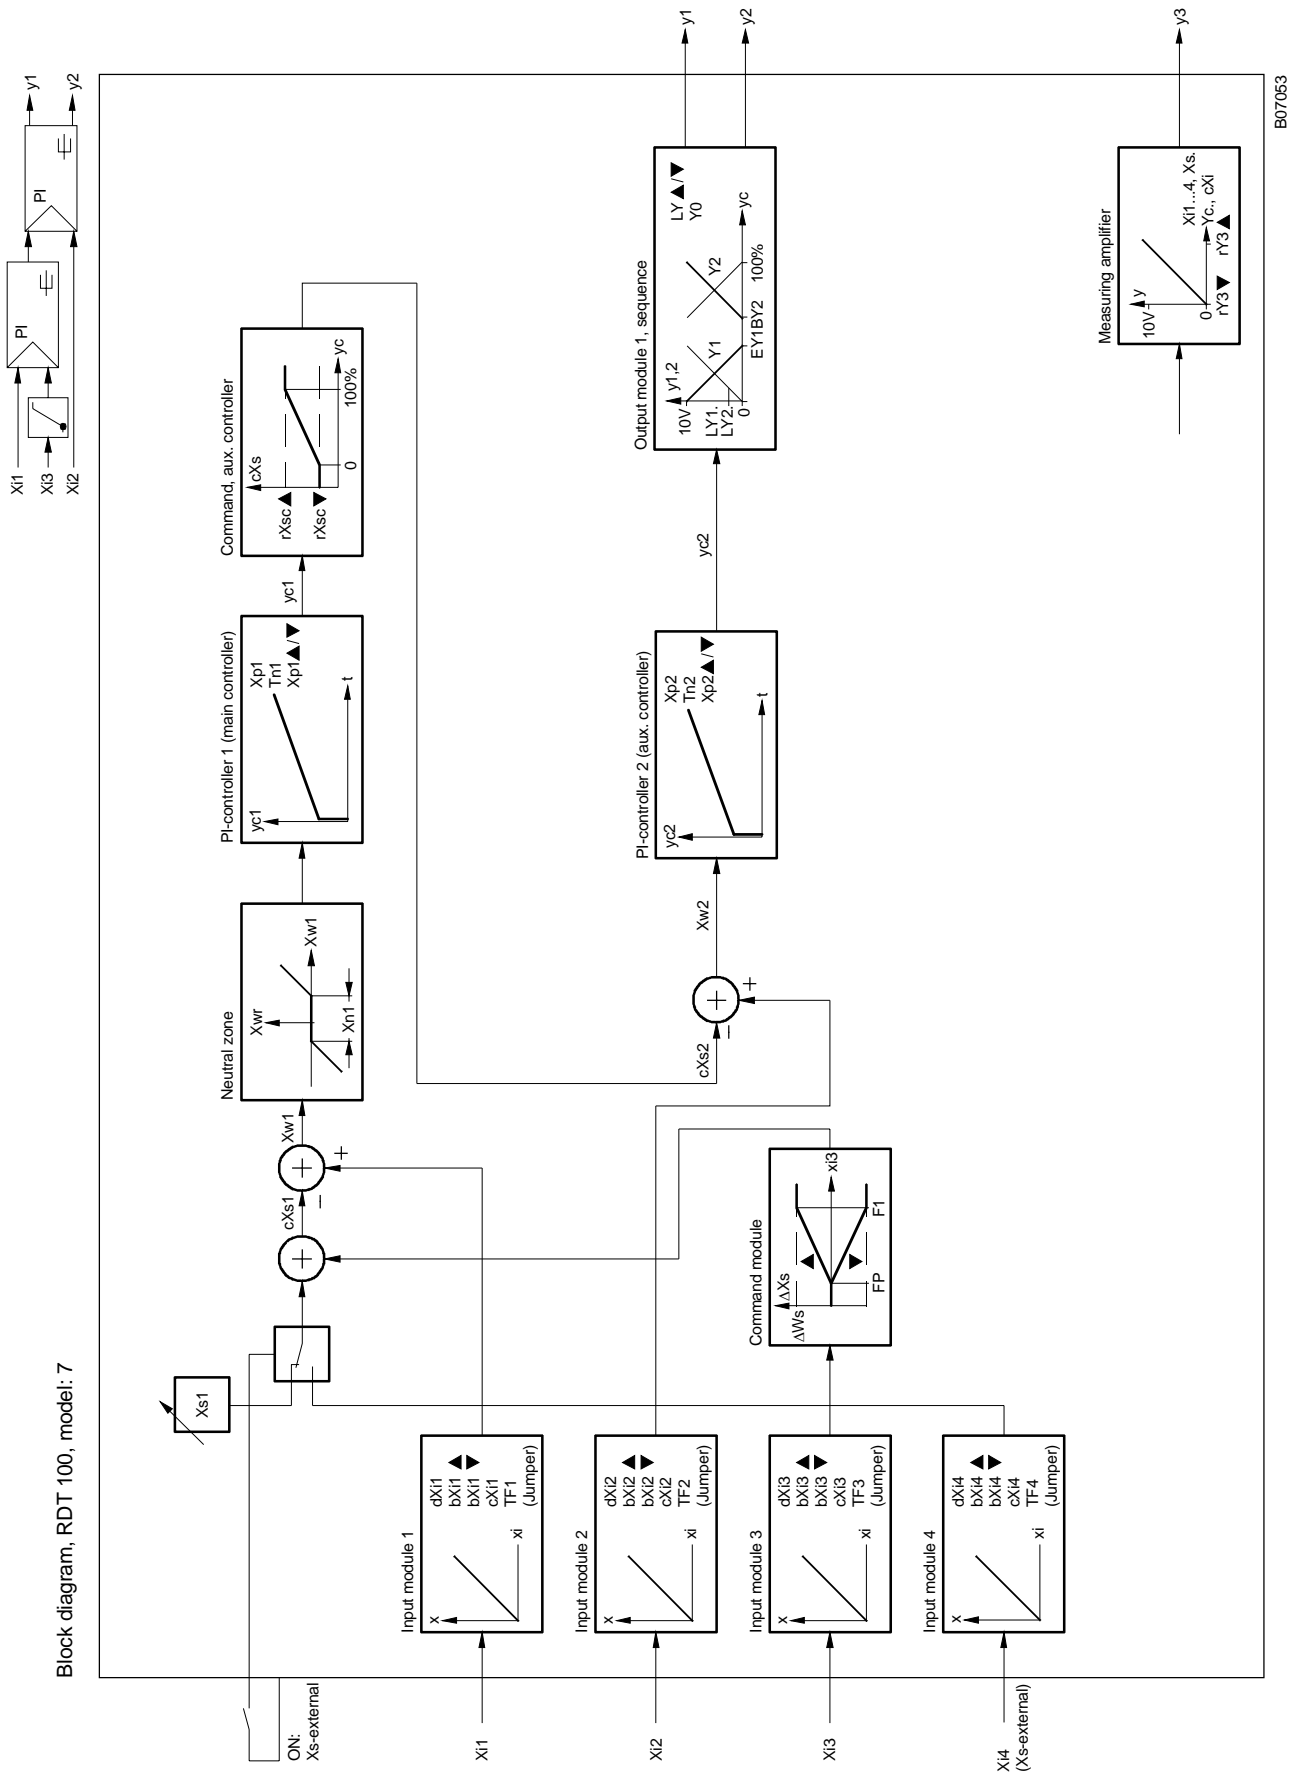 Block diagram, RDT 100, model: 7
Xi1
Xi3
Xi2
PI
PI
y1
y2
ON:
Xs-external
Xs1
cXs1
Xw1
+
–
+
+
Neutral zone
Xwr
Xw1
Xn1
PI-controller 1 (main controller)
yc1
t
Xp1
Tn1
Xp1▲/▼
yc1
Command, aux. controller
cXs
rXsc▲
rXsc▼
0
100%
yc
Xi1
Input module 1
x
xi
dXi1
bXi1▲
bXi1▼
cXi1
TF1
(Jumper)
Xi2
Input module 2
x
xi
dXi2
bXi2▲
bXi2▼
cXi2
TF2
(Jumper)
Xi3
Input module 3
x
xi
dXi3
bXi3▲
bXi3▼
cXi3
TF3
(Jumper)
Xi4
(Xs-external)
Input module 4
x
xi
dXi4
bXi4▲
bXi4▼
cXi4
TF4
(Jumper)
Command module
ΔWs
ΔXs
▲
▼
FP
F1
xi3
cXs2
–
+
+
Xw2
PI-controller 2 (aux. controller)
yc2
t
Xp2
Tn2
Xp2▲/▼
yc2
Output module 1, sequence
10V
y1,2
LY1.
LY2.
0
Y1
Y2
EY1BY2
100%
yc
LY▲/▼
Y0
y1
y2
Measuring amplifier
10V
y
0
rY3▼
rY3▲
Xi1...4, Xs.
Yc., cXi
y3
B07053